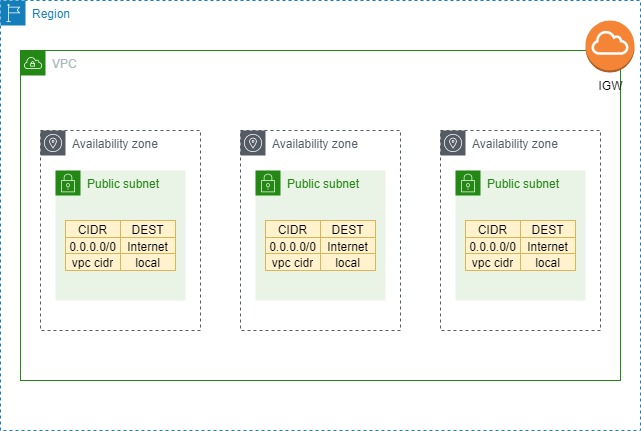 Region
VPC
IGW
Availability zone
Availability zone
Availability zone
Public subnet
Public subnet
Public subnet
CIDR DEST
0.0.0.0/0 Internet
vpc cidr local
CIDR DEST
0.0.0.0/0 Internet
vpc cidr local
CIDR DEST
0.0.0.0/0 Internet
vpc cidr local